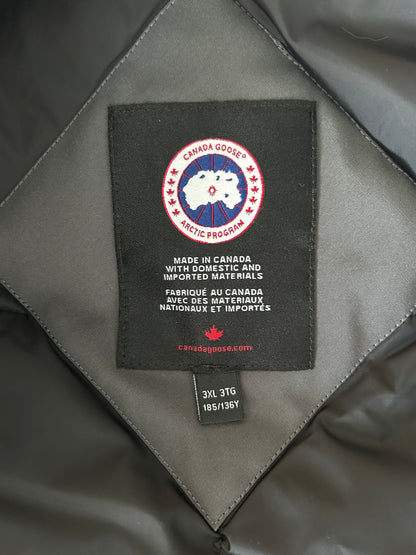 CANADA GOOSE®
ARCTIC PROGRAM
MADE IN CANADA
WITH DOMESTIC AND
IMPORTED MATERIALS
FABRIQUÉ AU CANADA
AVEC DES MATERIAUX
NATIONAUX ET IMPORTÉS
canadagoose.com
3XL 3TG
185/136Y